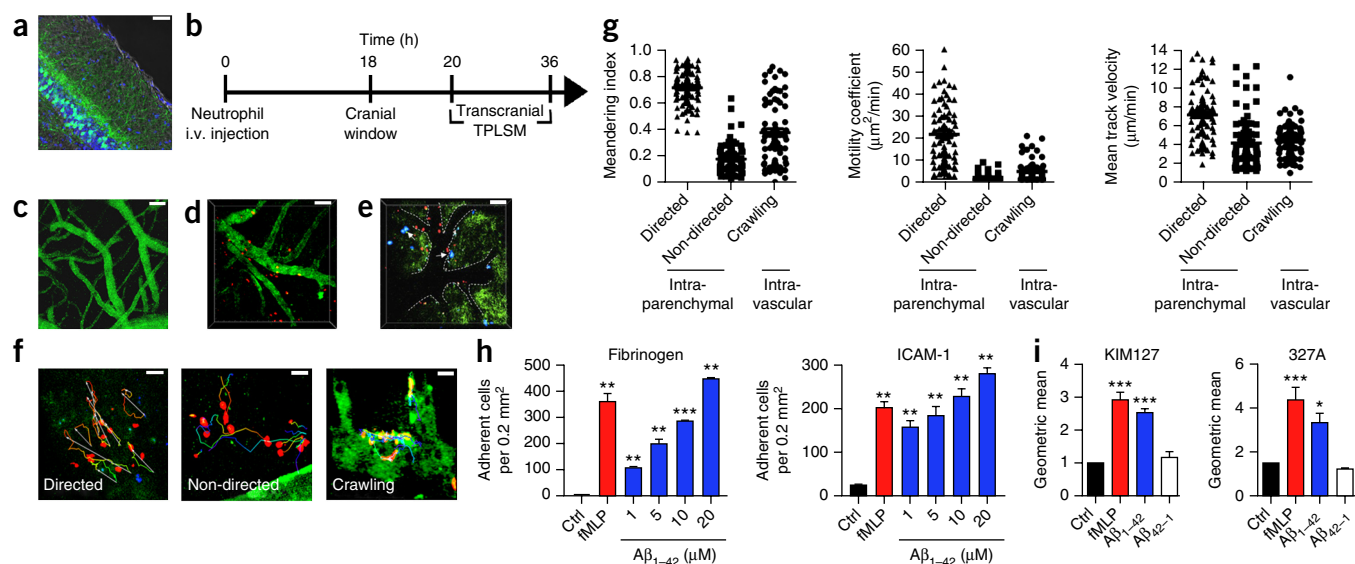 a
b
Time (h)
0
18
20
36
Neutrophil
i.v. injection
Cranial
window
Transcranial
TPLSM
c
d
e
f
Directed
Non-directed
Crawling
g
Meandering index
1.0
0.8
0.6
0.4
0.2
0
Directed
Non-directed
Crawling
Intra-
parenchymal
Intra-
vascular
Motility coefficient
(μm²/min)
60
50
40
30
20
10
0
Directed
Non-directed
Crawling
Intra-
parenchymal
Intra-
vascular
Mean track velocity
(μm/min)
14
12
10
8
6
4
2
0
Directed
Non-directed
Crawling
Intra-
parenchymal
Intra-
vascular
h
Fibrinogen
Adherent cells
per 0.2 mm²
500
400
300
200
100
0
**
**
**
***
**
Ctrl
fMLP
1
5
10
20
Aβ1–42 (μM)
ICAM-1
Adherent cells
per 0.2 mm²
300
200
100
0
**
**
**
**
**
Ctrl
fMLP
1
5
10
20
Aβ1–42 (μM)
i
KIM127
Geometric mean
4
3
2
1
0
***
***
Ctrl
fMLP
Aβ1–42
Aβ42–1
327A
Geometric mean
6
4
2
0
***
*
Ctrl
fMLP
Aβ1–42
Aβ42–1